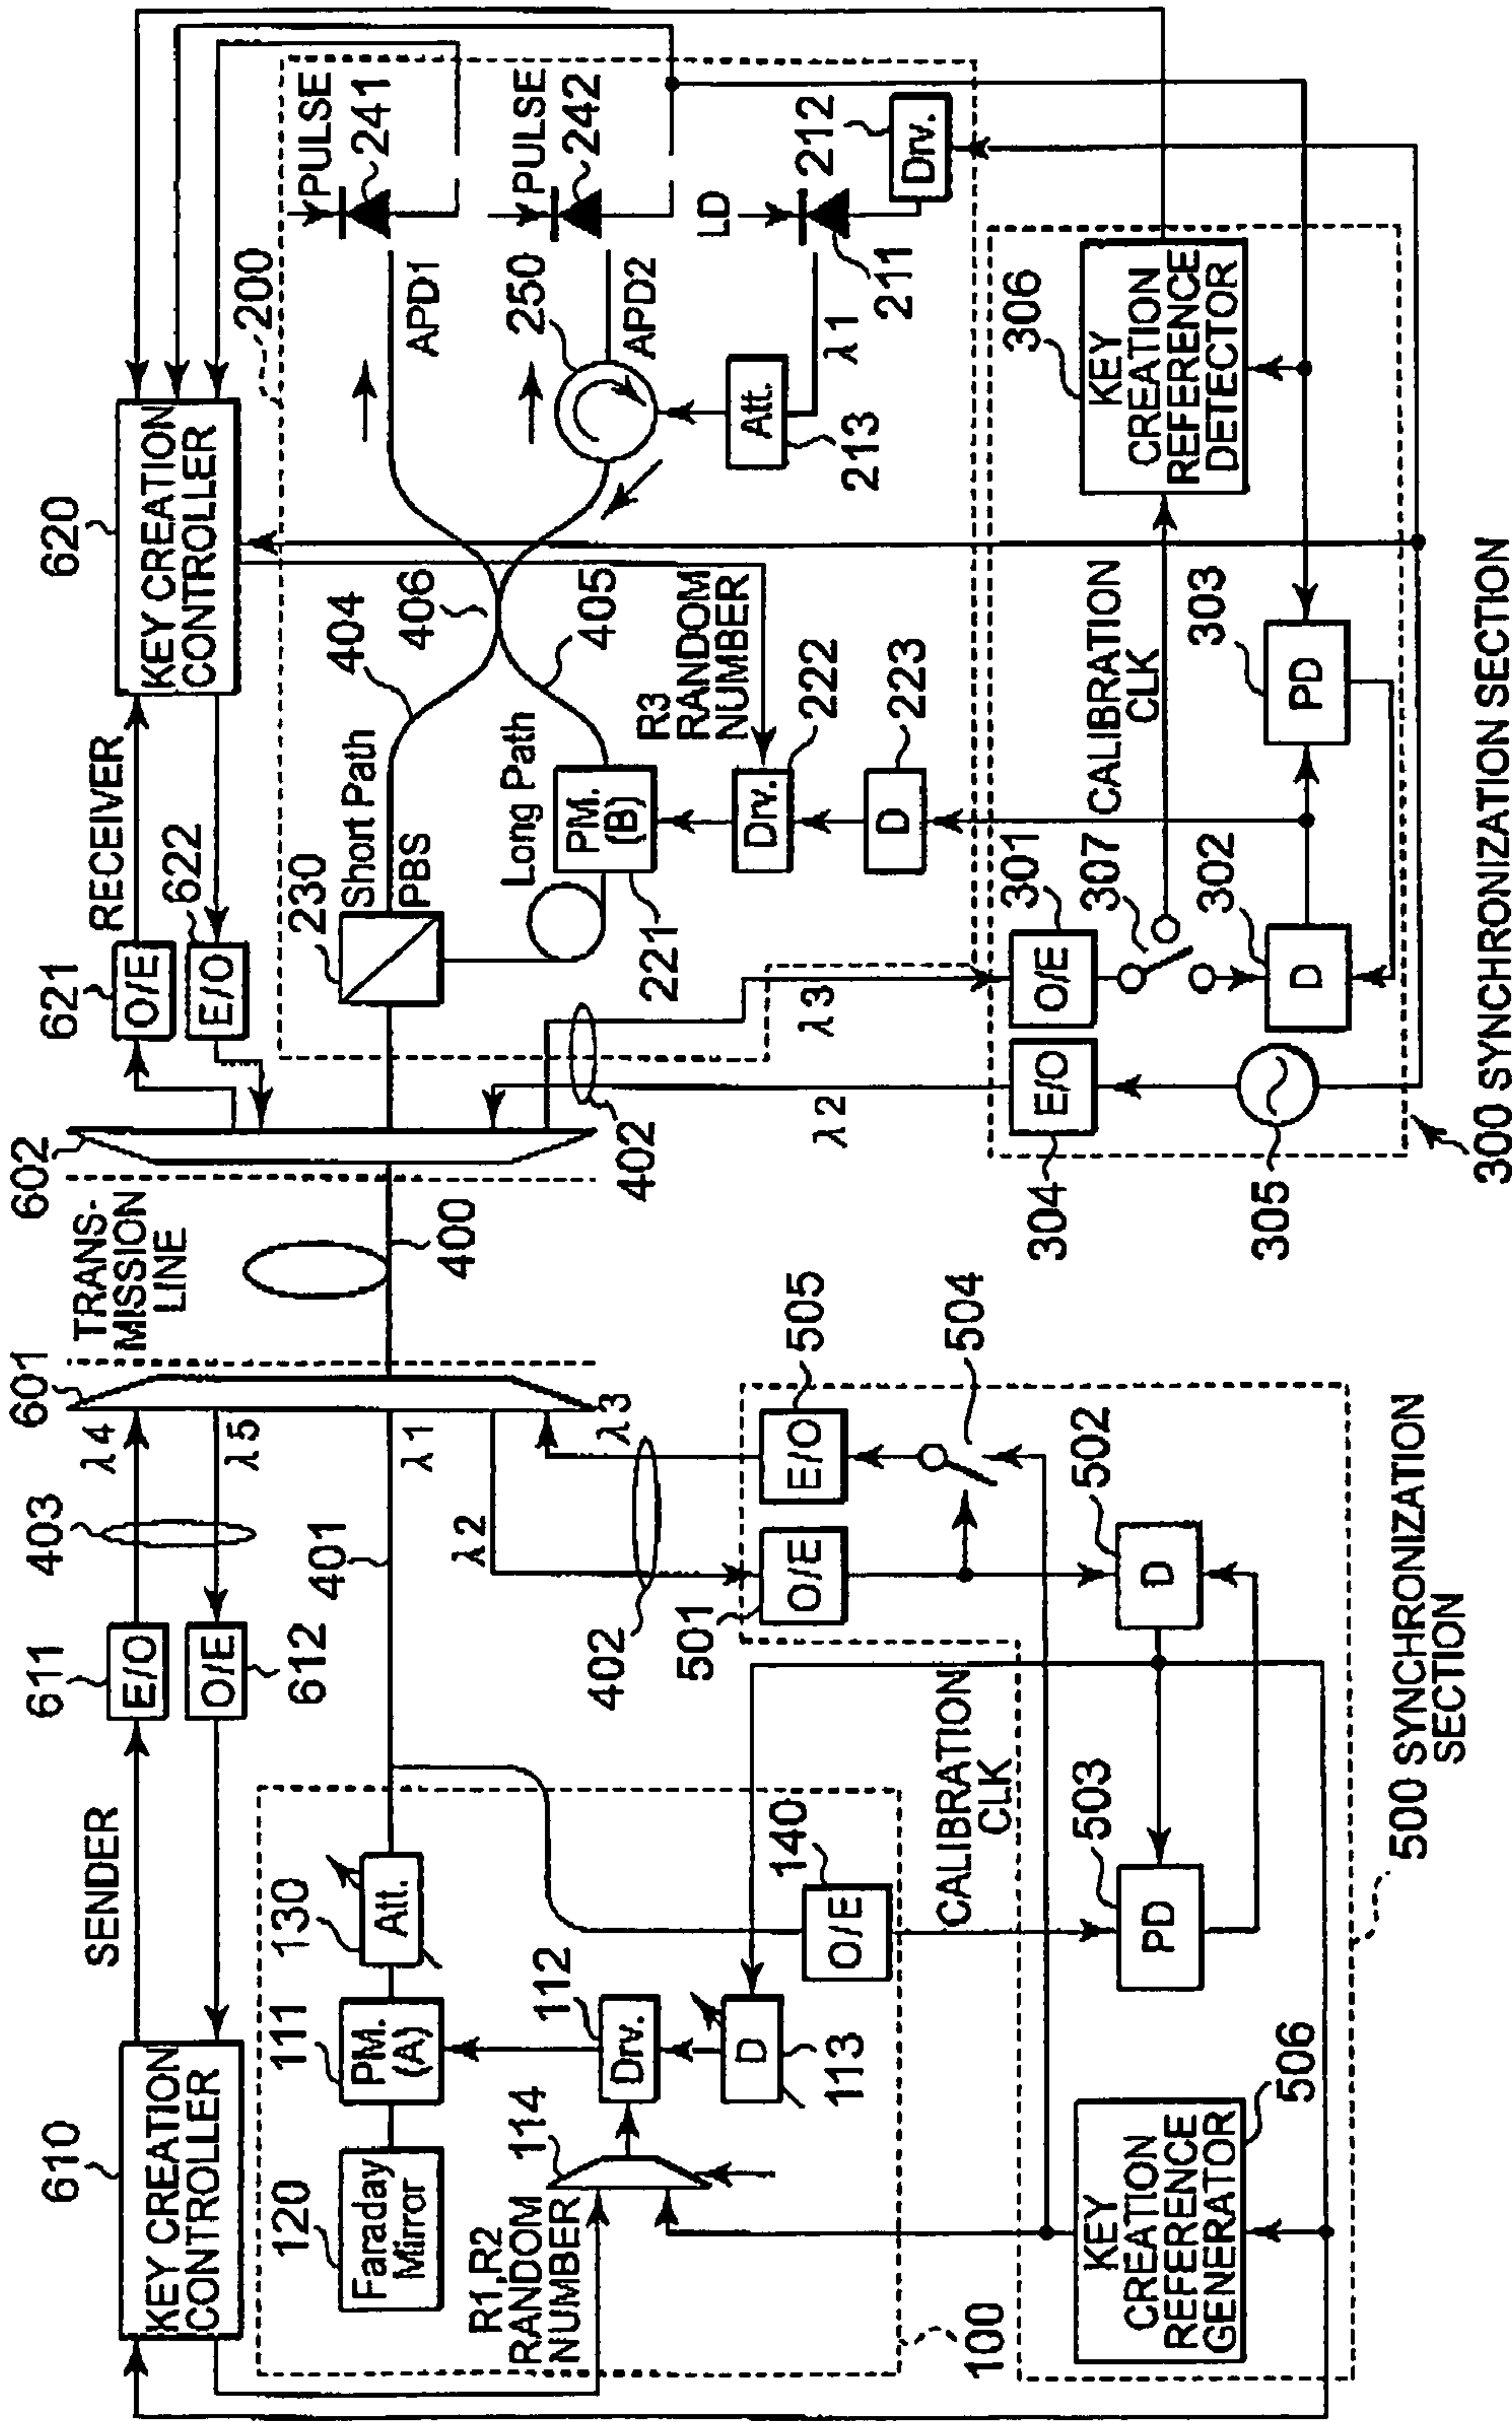 610
KEY CREATION
CONTROLLER
SENDER
611
E/O
O/E
612
403
λ4
λ5
601
TRANS-
MISSION
LINE
400
602
621
O/E
E/O
622
RECEIVER
620
KEY CREATION
CONTROLLER
120
Faraday
Mirror
111
PM.
(A)
130
Att.
401
λ1
R1,R2
RANDOM
NUMBER
114
112
Drv.
D
113
140
O/E
100
λ2
λ3
402
CALIBRATION
CLK
501
O/E
E/O
505
504
502
D
503
PD
KEY
CREATION
REFERENCE
GENERATOR
506
500 SYNCHRONIZATION
SECTION
200
230
PBS
Short Path
404
406
405
Long Path
PM.
(B)
221
R3
RANDOM
NUMBER
Drv.
222
D
223
APD1
PULSE
241
250
APD2
PULSE
242
Att.
213
λ1
LD
211
212
Drv.
402
λ3
λ2
304
E/O
301
O/E
307
302
D
305
CALIBRATION
CLK
303
PD
306
KEY
CREATION
REFERENCE
DETECTOR
300 SYNCHRONIZATION SECTION